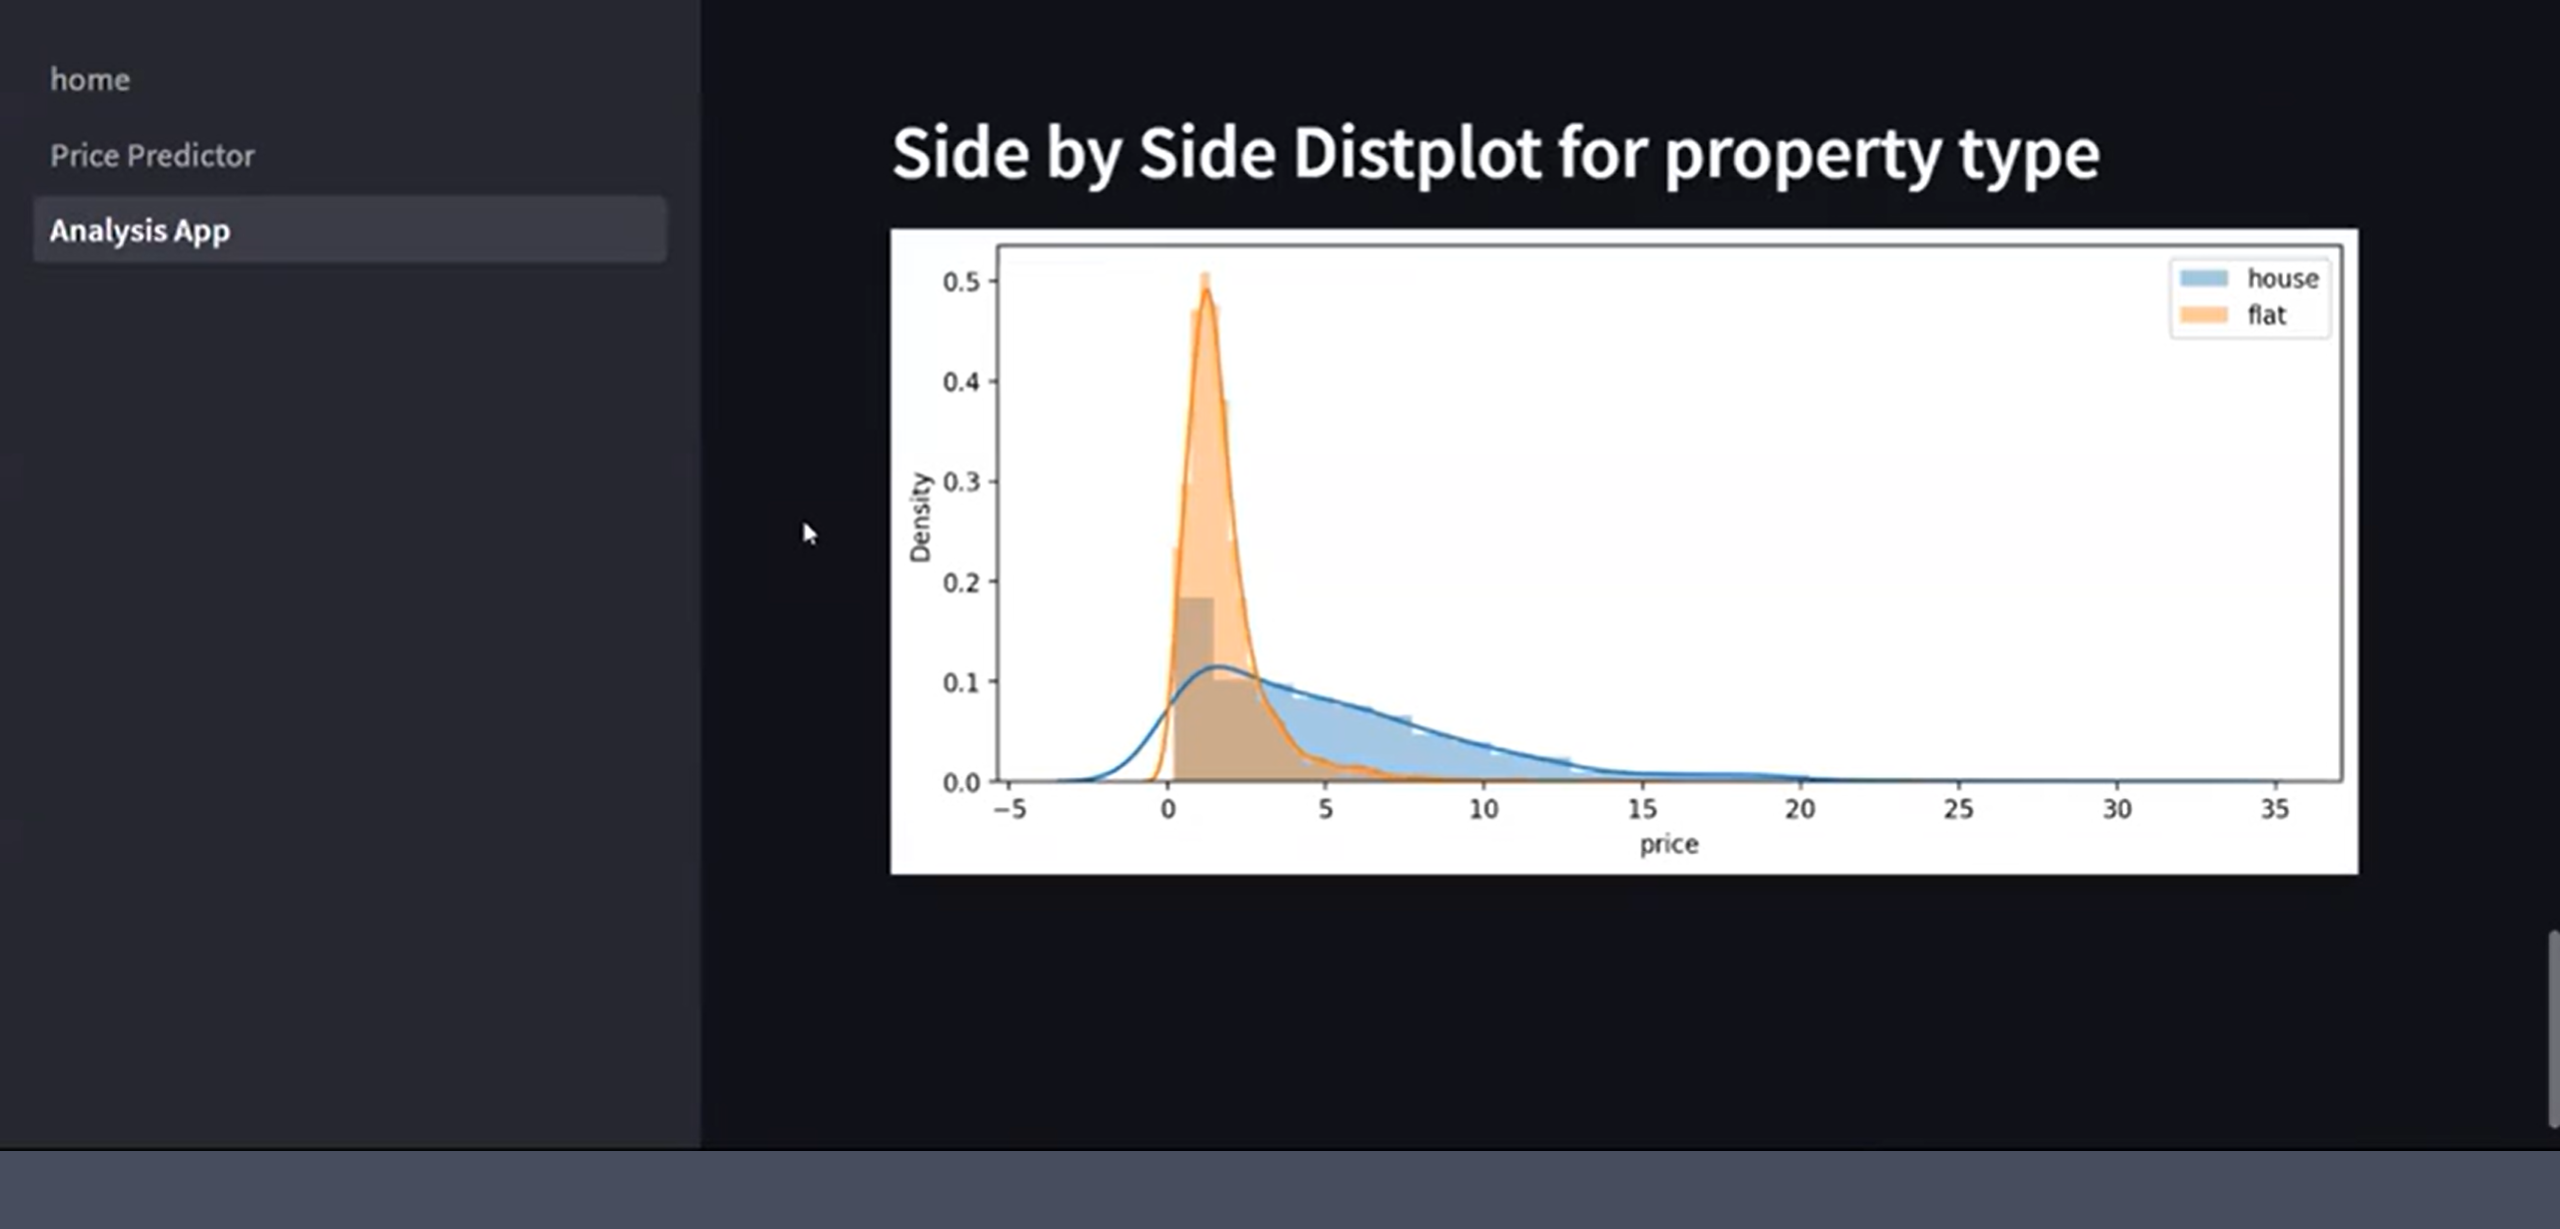 home
Price Predictor
Analysis App
Side by Side Distplot for property type
house
flat
Density
0.5
0.4
0.3
0.2
0.1
0.0
−5 0 5 10 15 20 25 30 35
price